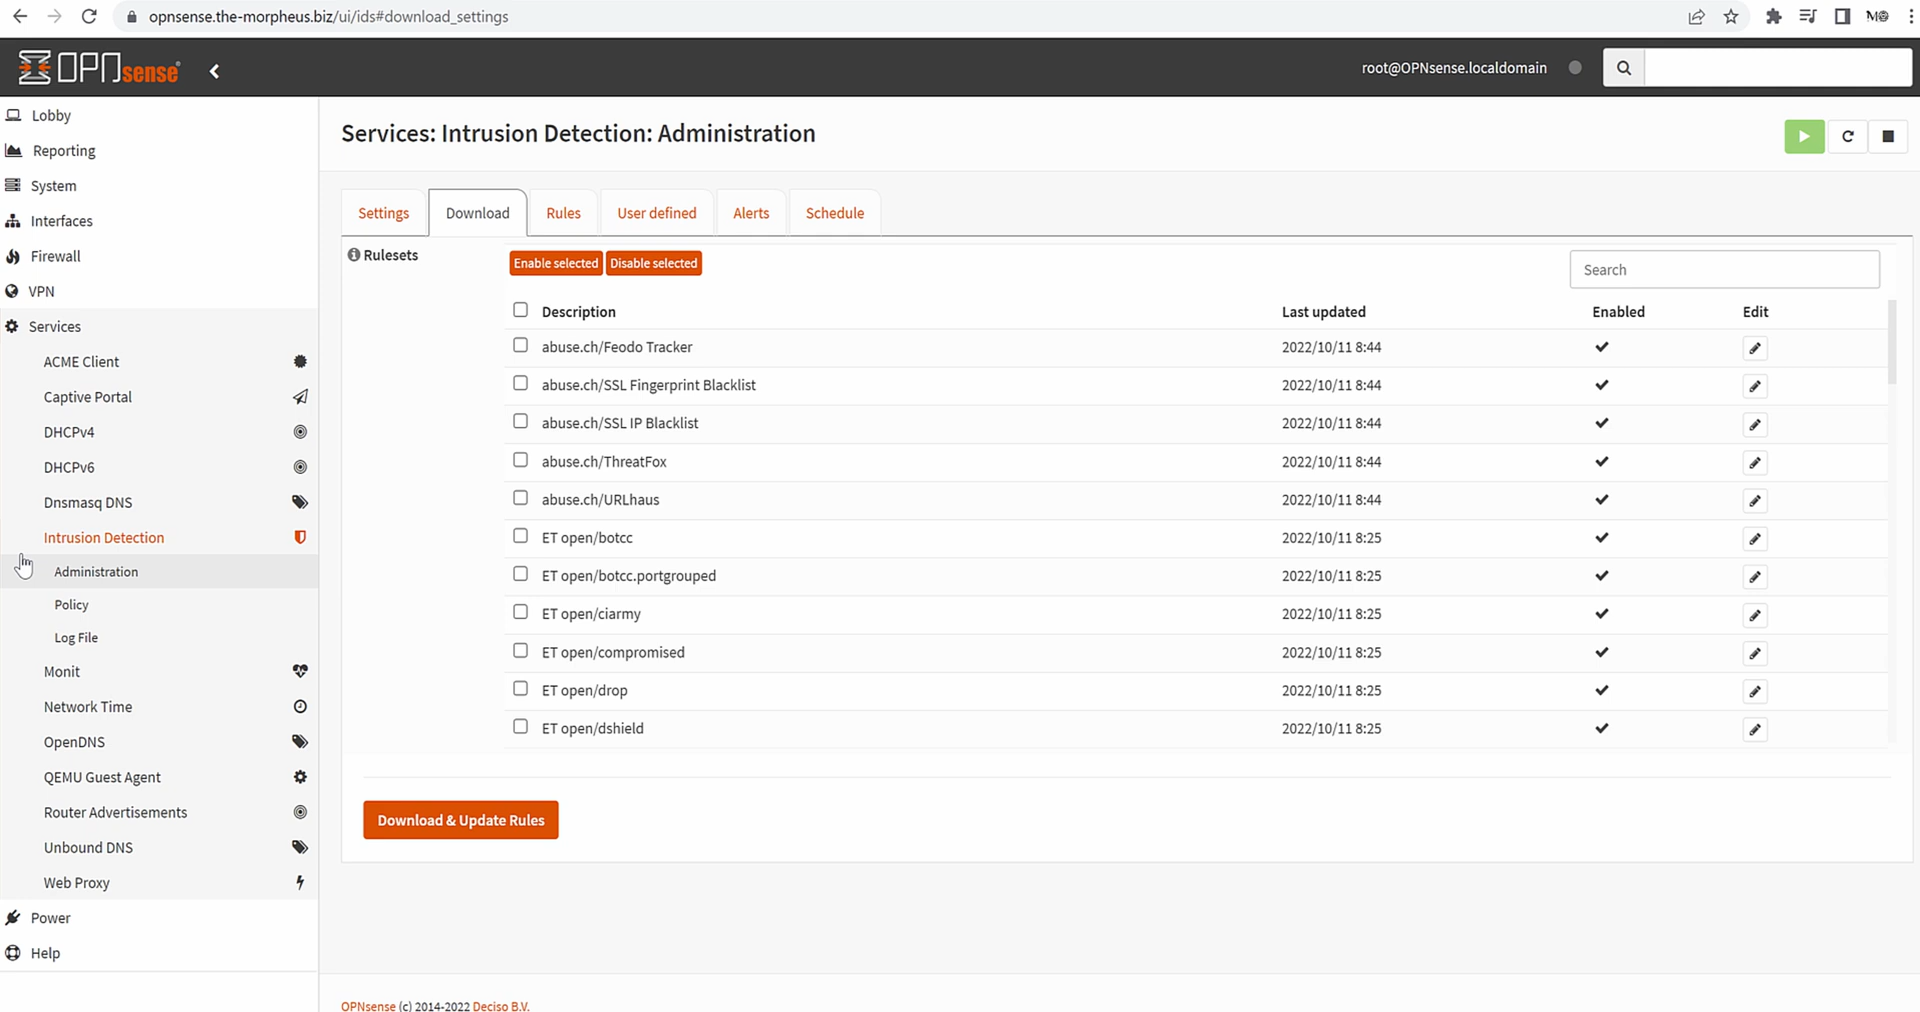 opnsense.the-morpheus.biz/ui/ids#download_settings
OPNsense
root@OPNsense.localdomain
Lobby
Reporting
System
Interfaces
Firewall
VPN
Services
ACME Client
Captive Portal
DHCPv4
DHCPv6
Dnsmasq DNS
Intrusion Detection
Administration
Policy
Log File
Monit
Network Time
OpenDNS
QEMU Guest Agent
Router Advertisements
Unbound DNS
Web Proxy
Power
Help
Services: Intrusion Detection: Administration
Settings Download Rules User defined Alerts Schedule
Rulesets
Enable selected Disable selected
Search
Description Last updated Enabled Edit
abuse.ch/Feodo Tracker 2022/10/11 8:44
abuse.ch/SSL Fingerprint Blacklist 2022/10/11 8:44
abuse.ch/SSL IP Blacklist 2022/10/11 8:44
abuse.ch/ThreatFox 2022/10/11 8:44
abuse.ch/URLhaus 2022/10/11 8:44
ET open/botcc 2022/10/11 8:25
ET open/botcc.portgrouped 2022/10/11 8:25
ET open/ciarmy 2022/10/11 8:25
ET open/compromised 2022/10/11 8:25
ET open/drop 2022/10/11 8:25
ET open/dshield 2022/10/11 8:25
Download & Update Rules
OPNsense (c) 2014-2022 Deciso B.V.